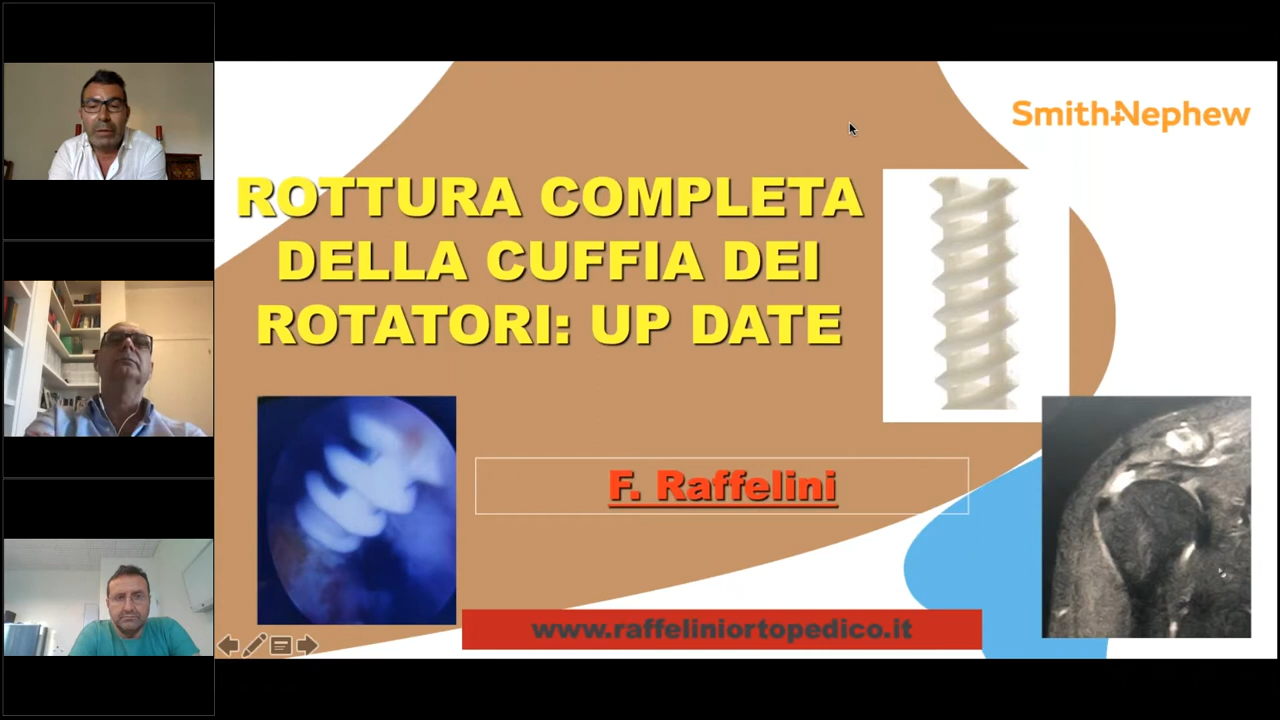 Smith+Nephew
ROTTURA COMPLETA
DELLA CUFFIA DEI
ROTATORI: UP DATE
F. Raffelini
www.raffeliniortopedico.it